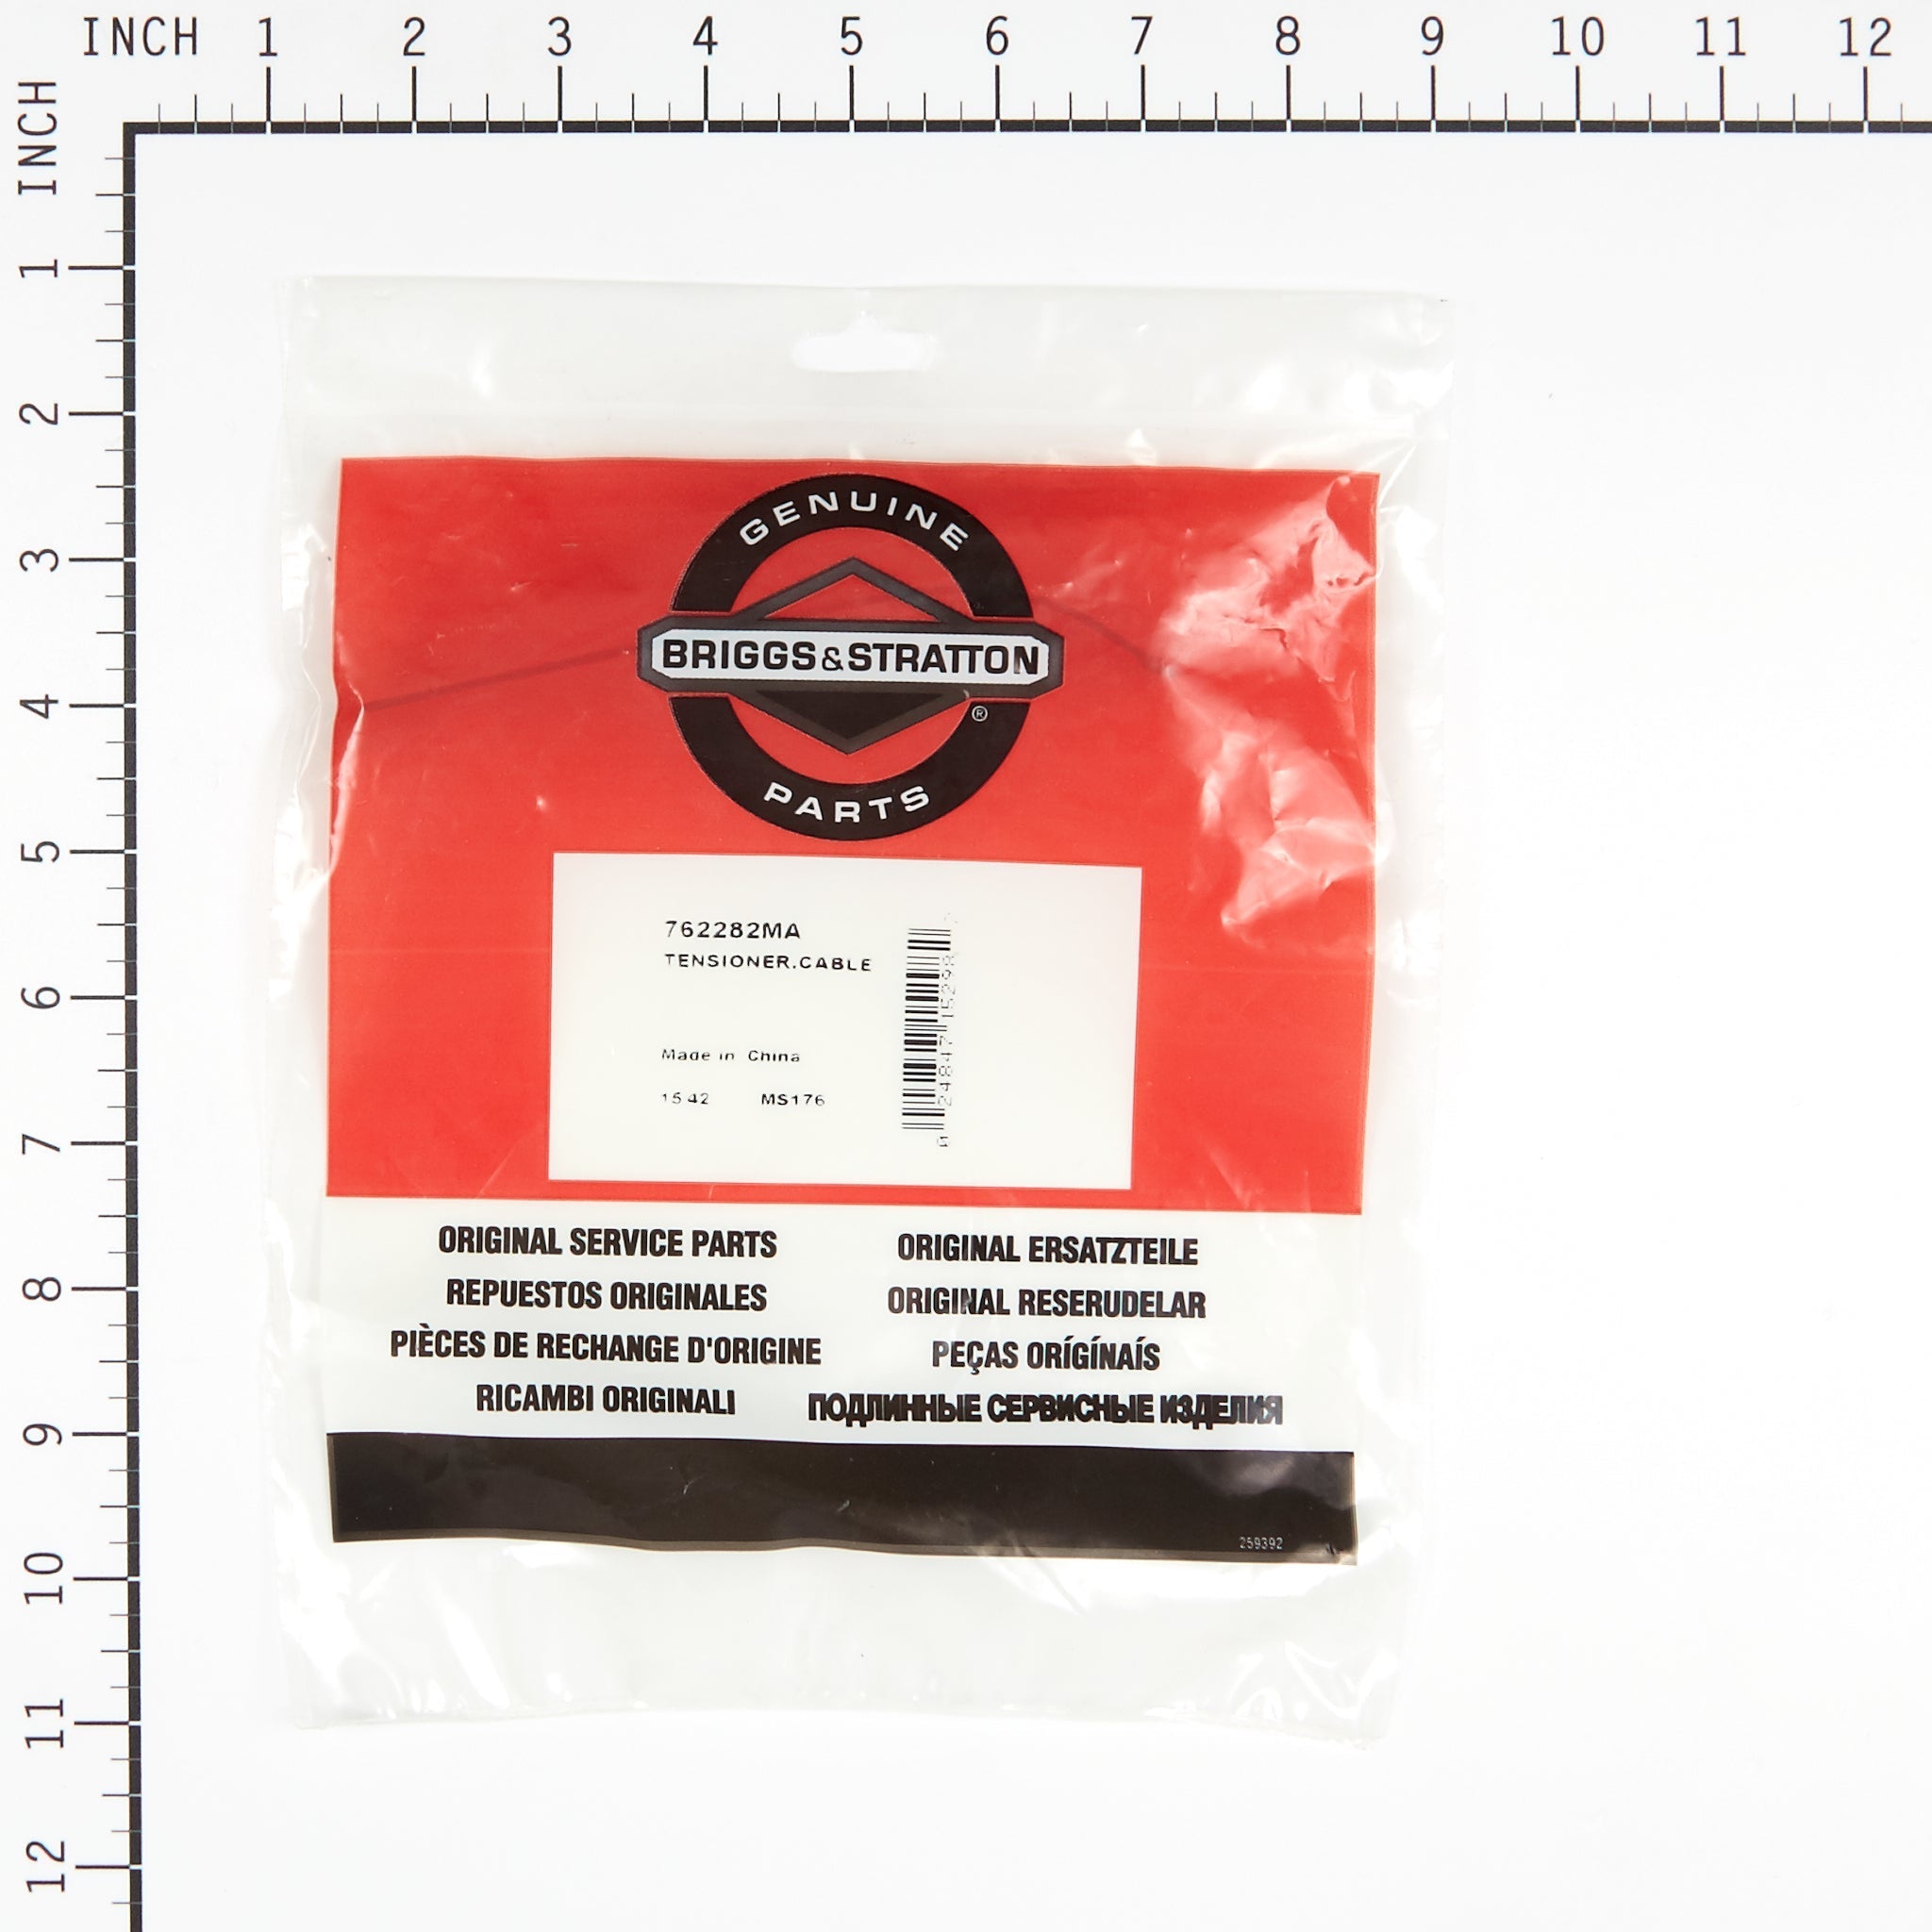 INCH 1 2 3 4 5 6 7 8 9 10 11 12
INCH 1 2 3 4 5 6 7 8 9 10 11 12
GENUINE
BRIGGS&STRATTON
®
PARTS
762282MA
TENSIONER,CABLE
Made in China
1542 MS176
ORIGINAL SERVICE PARTS
ORIGINAL ERSATZTEILE
REPUESTOS ORIGINALES
ORIGINAL RESERUDELAR
PIÈCES DE RECHANGE D'ORIGINE
PEÇAS ORÍGÍNAÍS
RICAMBI ORIGINALI
ПОДЛИННЫЕ СЕРВИСНЫЕ ИЗДЕЛИЯ
259392